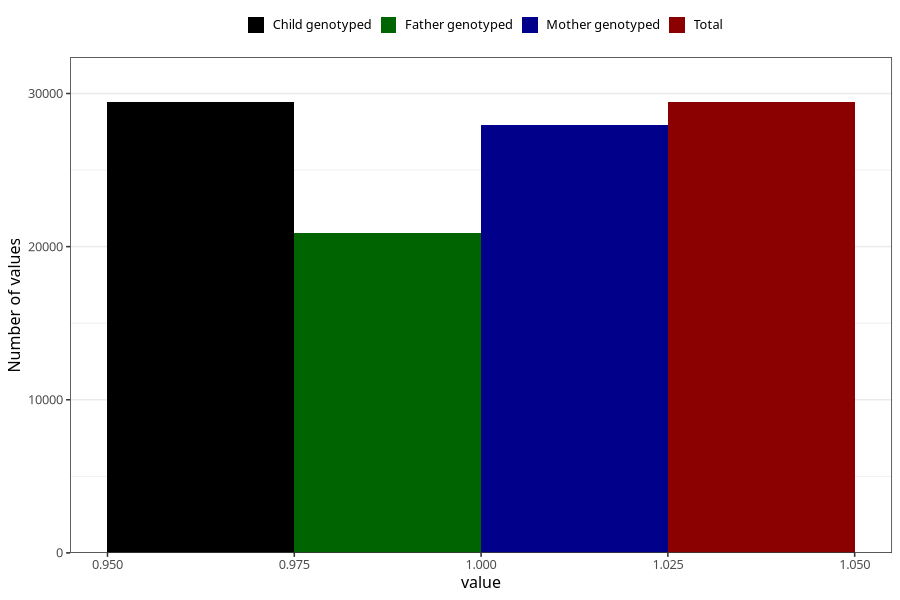 Child genotyped Father genotyped Mother genotyped Total
30000
20000
10000
0
Number of values
0.950 0.975 1.000 1.025 1.050
value